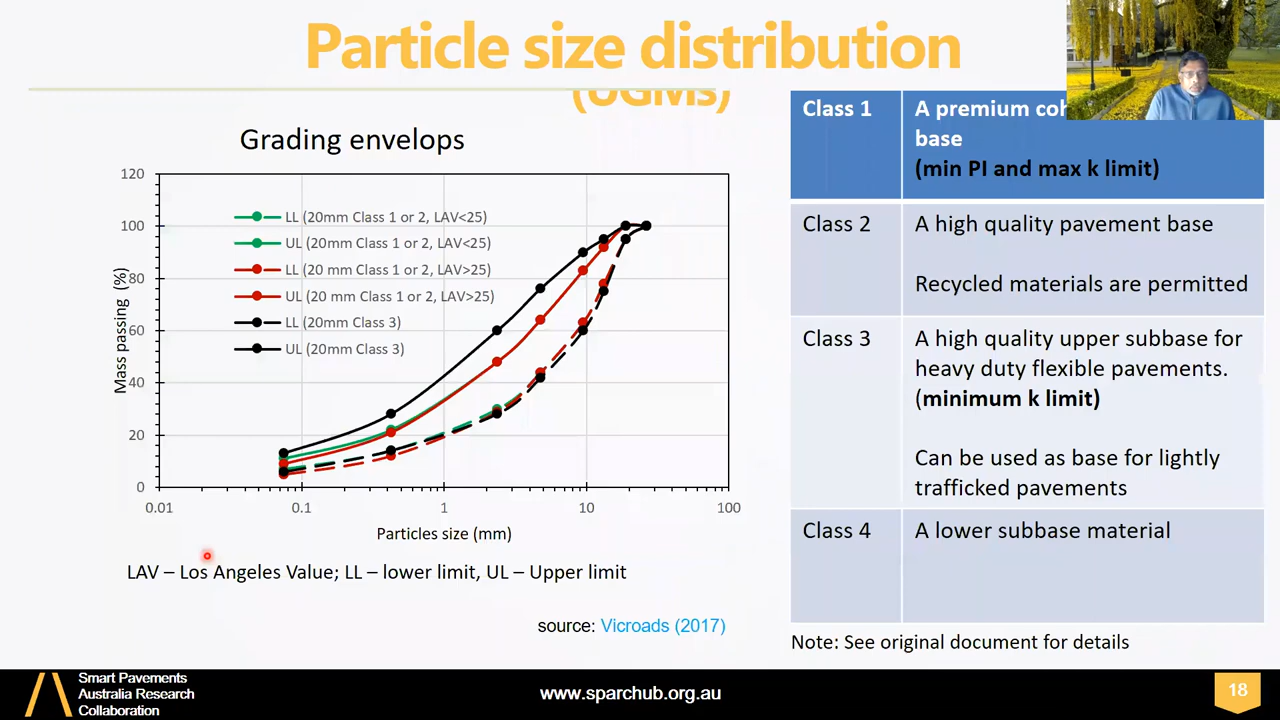 Particle size distribution
(UGMs)
Grading envelops
120
100
80
60
40
20
0
Mass passing (%)
LL (20mm Class 1 or 2, LAV<25)
UL (20mm Class 1 or 2, LAV<25)
LL (20 mm Class 1 or 2, LAV>25)
UL (20 mm Class 1 or 2, LAV>25)
LL (20mm Class 3)
UL (20mm Class 3)
0.01 0.1 1 10 100
Particles size (mm)
LAV – Los Angeles Value; LL – lower limit, UL – Upper limit
source: Vicroads (2017)
Class 1
A premium
base
(min PI and max k limit)
Class 2
A high quality pavement base
Recycled materials are permitted
Class 3
A high quality upper subbase for
heavy duty flexible pavements.
(minimum k limit)
Can be used as base for lightly
trafficked pavements
Class 4
A lower subbase material
Note: See original document for details
Smart Pavements
Australia Research
Collaboration
www.sparchub.org.au
18